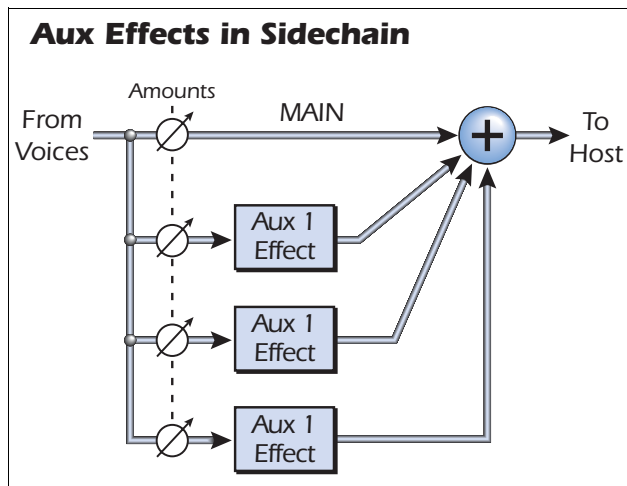 Aux Effects in Sidechain
Amounts
From
Voices
MAIN
+
To
Host
Aux 1
Effect
Aux 1
Effect
Aux 1
Effect